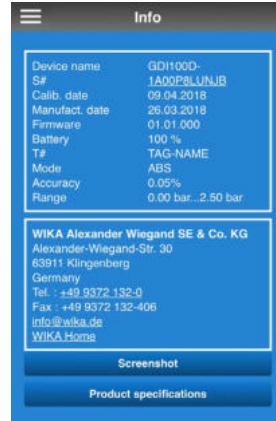 Info
Device name GDI100D-
S# 1A00P8LUNJB
Calib. date 09.04.2018
Manufact. date 26.03.2018
Firmware 01.01.000
Battery 100 %
T# TAG-NAME
Mode ABS
Accuracy 0.05%
Range 0.00 bar...2.50 bar
WIKA Alexander Wiegand SE & Co. KG
Alexander-Wiegand-Str. 30
63911 Klingenberg
Germany
Tel. : +49 9372 132-0
Fax : +49 9372 132-406
info@wika.de
WIKA Home
Screenshot
Product specifications